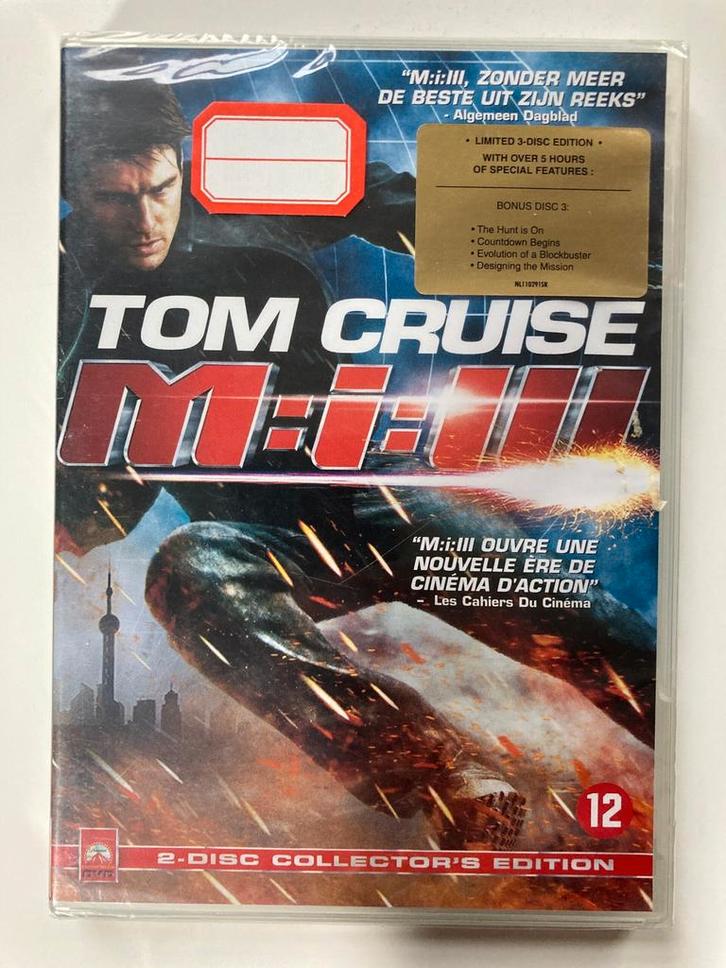 “M:i:III, ZONDER MEER
DE BESTE UIT ZIJN REEKS”
- Algemeen Dagblad
• LIMITED 3-DISC EDITION •
WITH OVER 5 HOURS
OF SPECIAL FEATURES :
BONUS DISC 3:
• The Hunt is On
• Countdown Begins
• Evolution of a Blockbuster
• Designing the Mission
NL110291SK
TOM CRUISE
M:i:III
“M:i:III OUVRE UNE
NOUVELLE ÈRE DE
CINÉMA D'ACTION”
- Les Cahiers Du Cinéma
12
2-DISC COLLECTOR'S EDITION
DVD